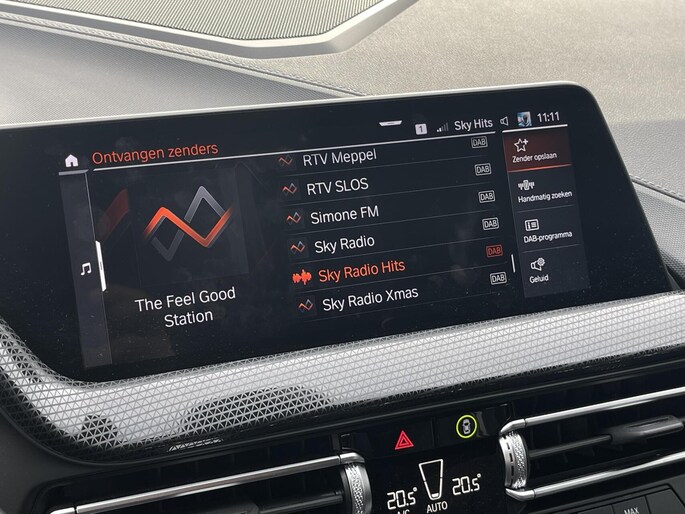 1 Sky Hits 11:11
Ontvangen zenders
RTV Meppel DAB
RTV SLOS DAB
Simone FM DAB
Sky Radio DAB
Sky Radio Hits DAB
Sky Radio Xmas DAB
The Feel Good
Station
Zender opslaan
Handmatig zoeken
DAB-programma
Geluid
20.5° 20.5°
A/C AUTO
MAX